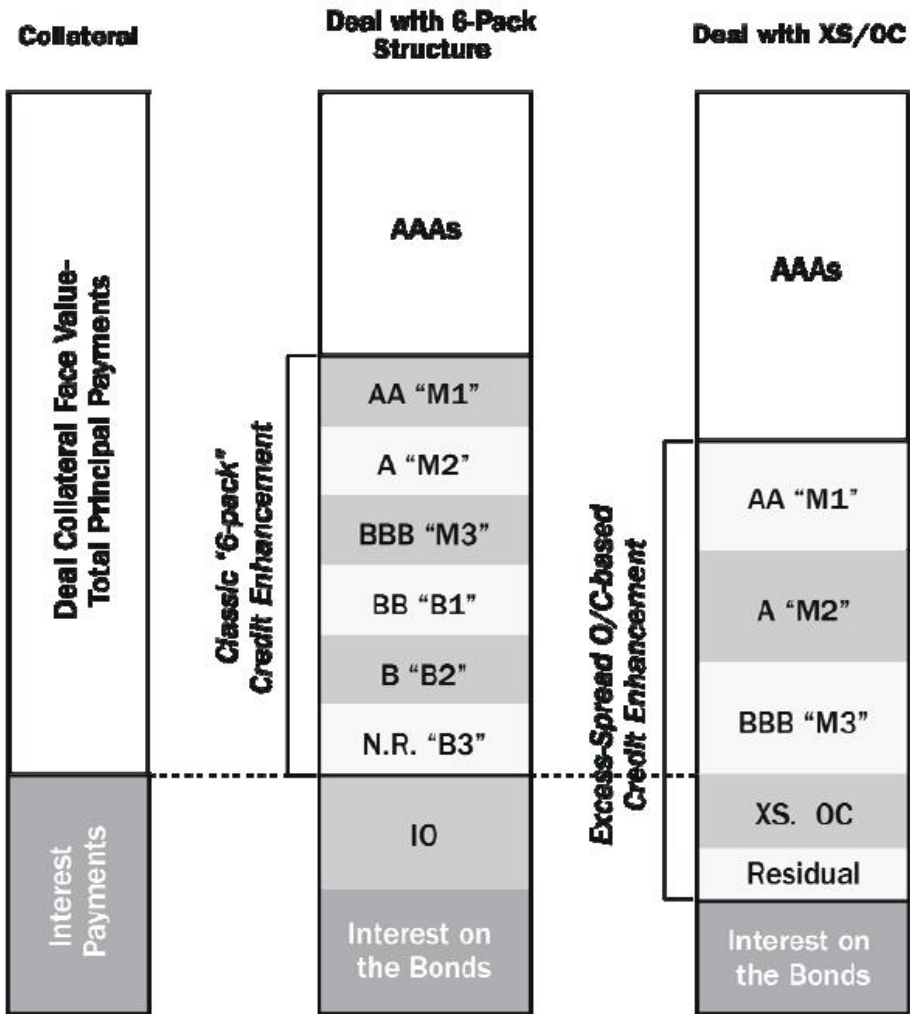 Collateral
Deal with 6-Pack
Structure
Deal with XS/OC
Deal Collateral Face Value-
Total Principal Payments
Interest
Payments
Classic "6-pack"
Credit Enhancement
AAAs
AA "M1"
A "M2"
BBB "M3"
BB "B1"
B "B2"
N.R. "B3"
IO
Interest on
the Bonds
Excess-Spread O/C-based
Credit Enhancement
AAAs
AA "M1"
A "M2"
BBB "M3"
XS. OC
Residual
Interest on
the Bonds